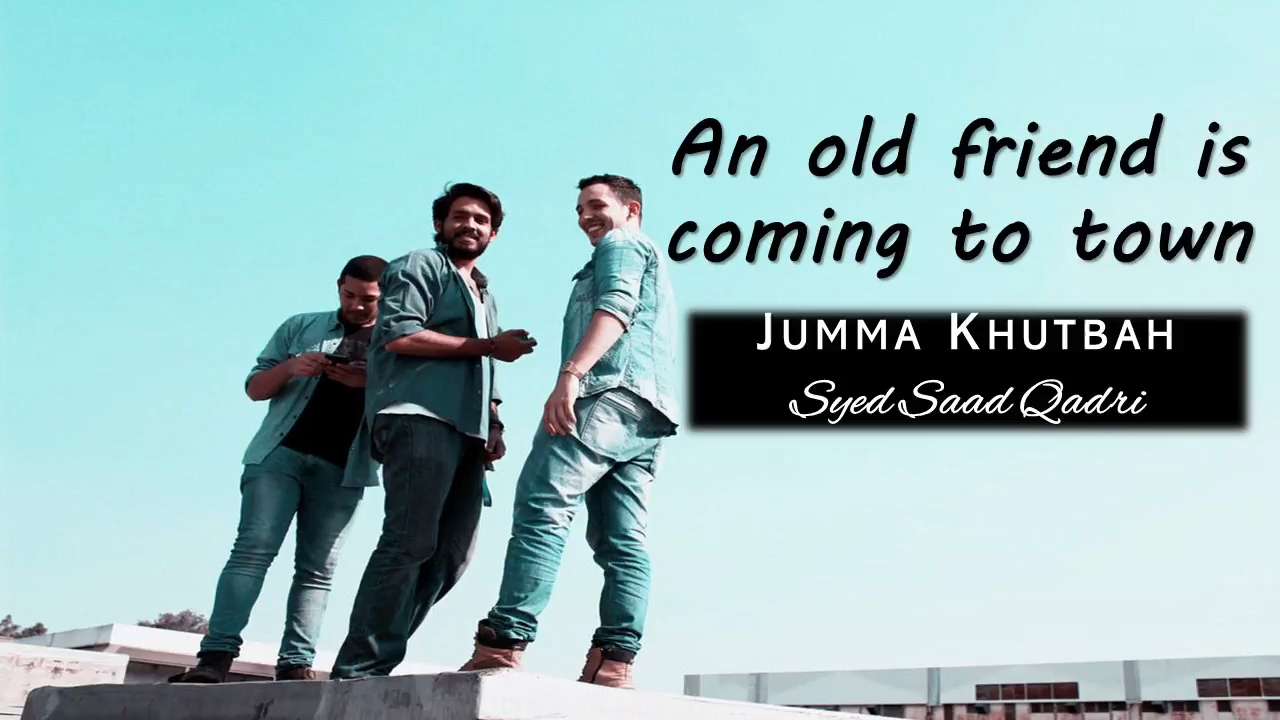 An old friend is
coming to town
JUMMA KHUTBAH
Syed Saad Qadri